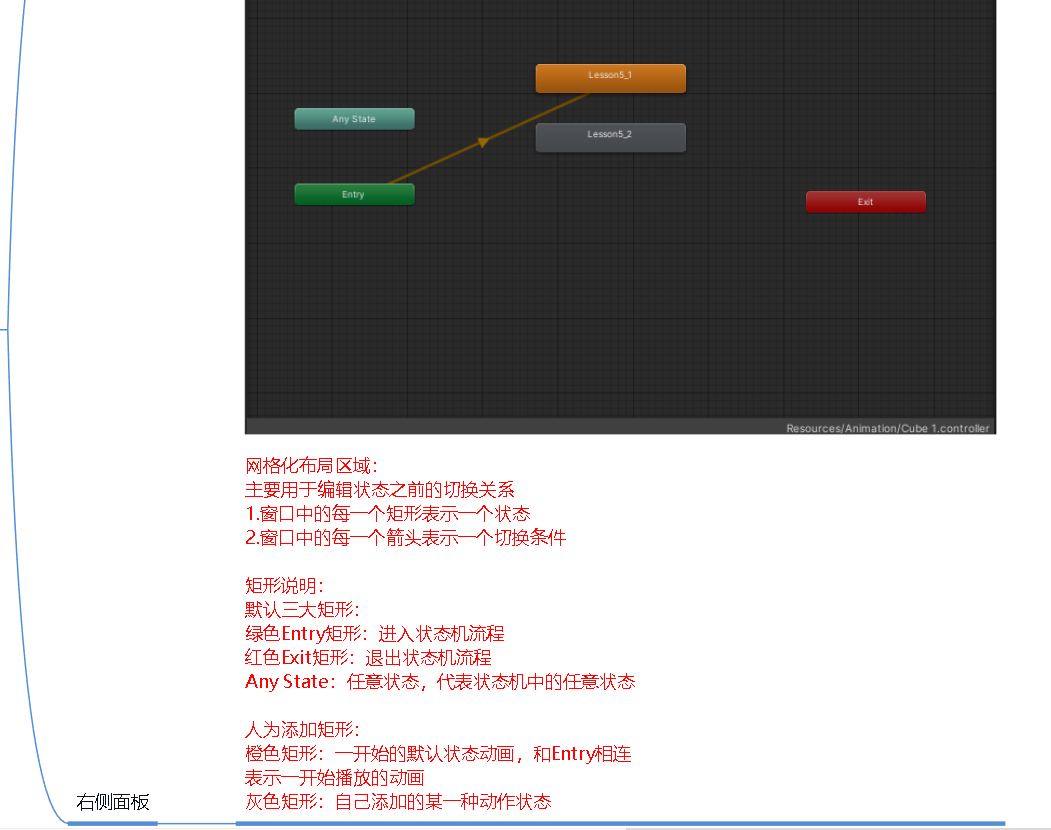 Lesson5_1
Any State
Lesson5_2
Entry
Exit
Resources/Animation/Cube 1.controller
网格化布局区域：
主要用于编辑状态之前的切换关系
1.窗口中的每一个矩形表示一个状态
2.窗口中的每一个箭头表示一个切换条件
矩形说明：
默认三大矩形：
绿色Entry矩形：进入状态机流程
红色Exit矩形：退出状态机流程
Any State：任意状态，代表状态机中的任意状态
人为添加矩形：
橙色矩形：一开始的默认状态动画，和Entry相连
表示一开始播放的动画
灰色矩形：自己添加的某一种动作状态
右侧面板